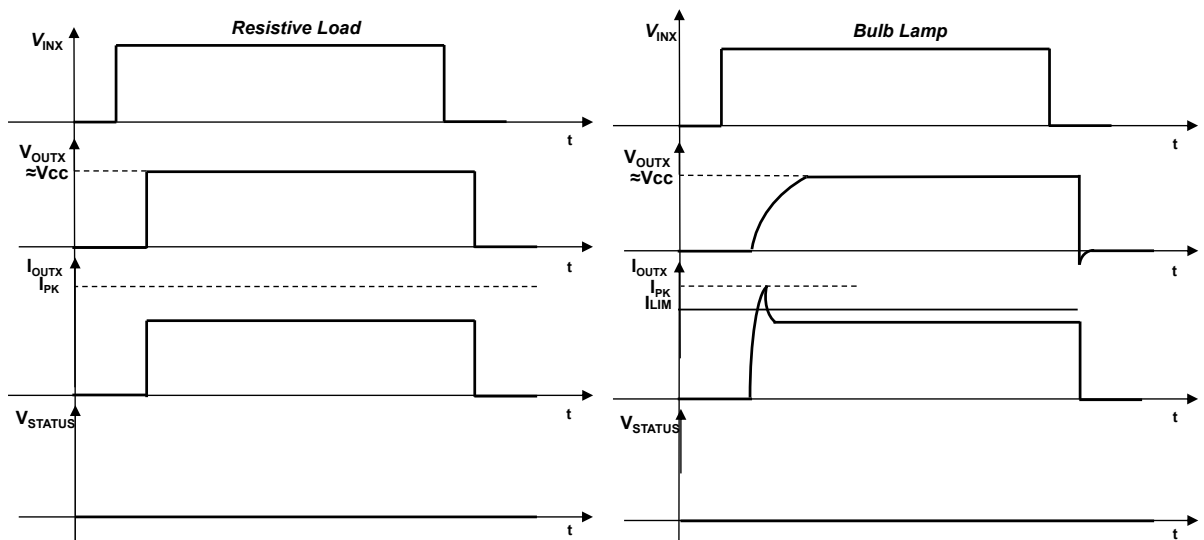 Resistive Load
VINX
t
VOUTX
≈VCC
t
IOUTX
IPK
t
VSTATUS
t
Bulb Lamp
VINX
t
VOUTX
≈VCC
t
IOUTX
IPK
ILIM
t
VSTATUS
t